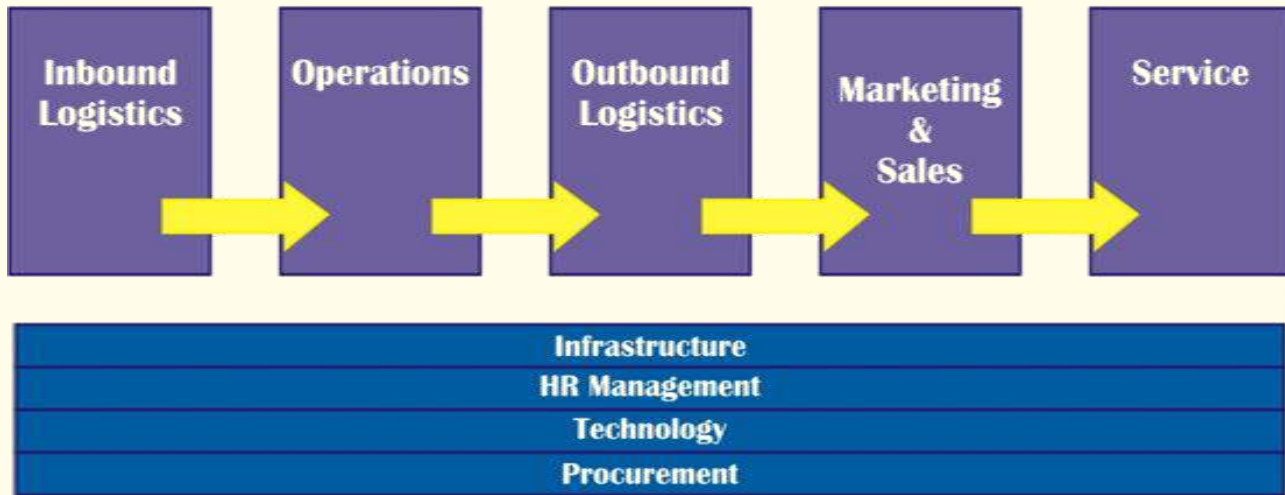 Inbound
Logistics
Operations
Outbound
Logistics
Marketing
&
Sales
Service
Infrastructure
HR Management
Technology
Procurement